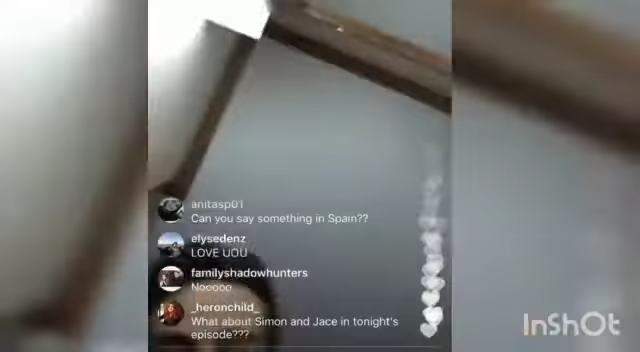 anitasp01
Can you say something in Spain??
elysedenz
LOVE UOU
familyshadowhunters
Nooooo
_heronchild_
What about Simon and Jace in tonight's
episode???
InShOt